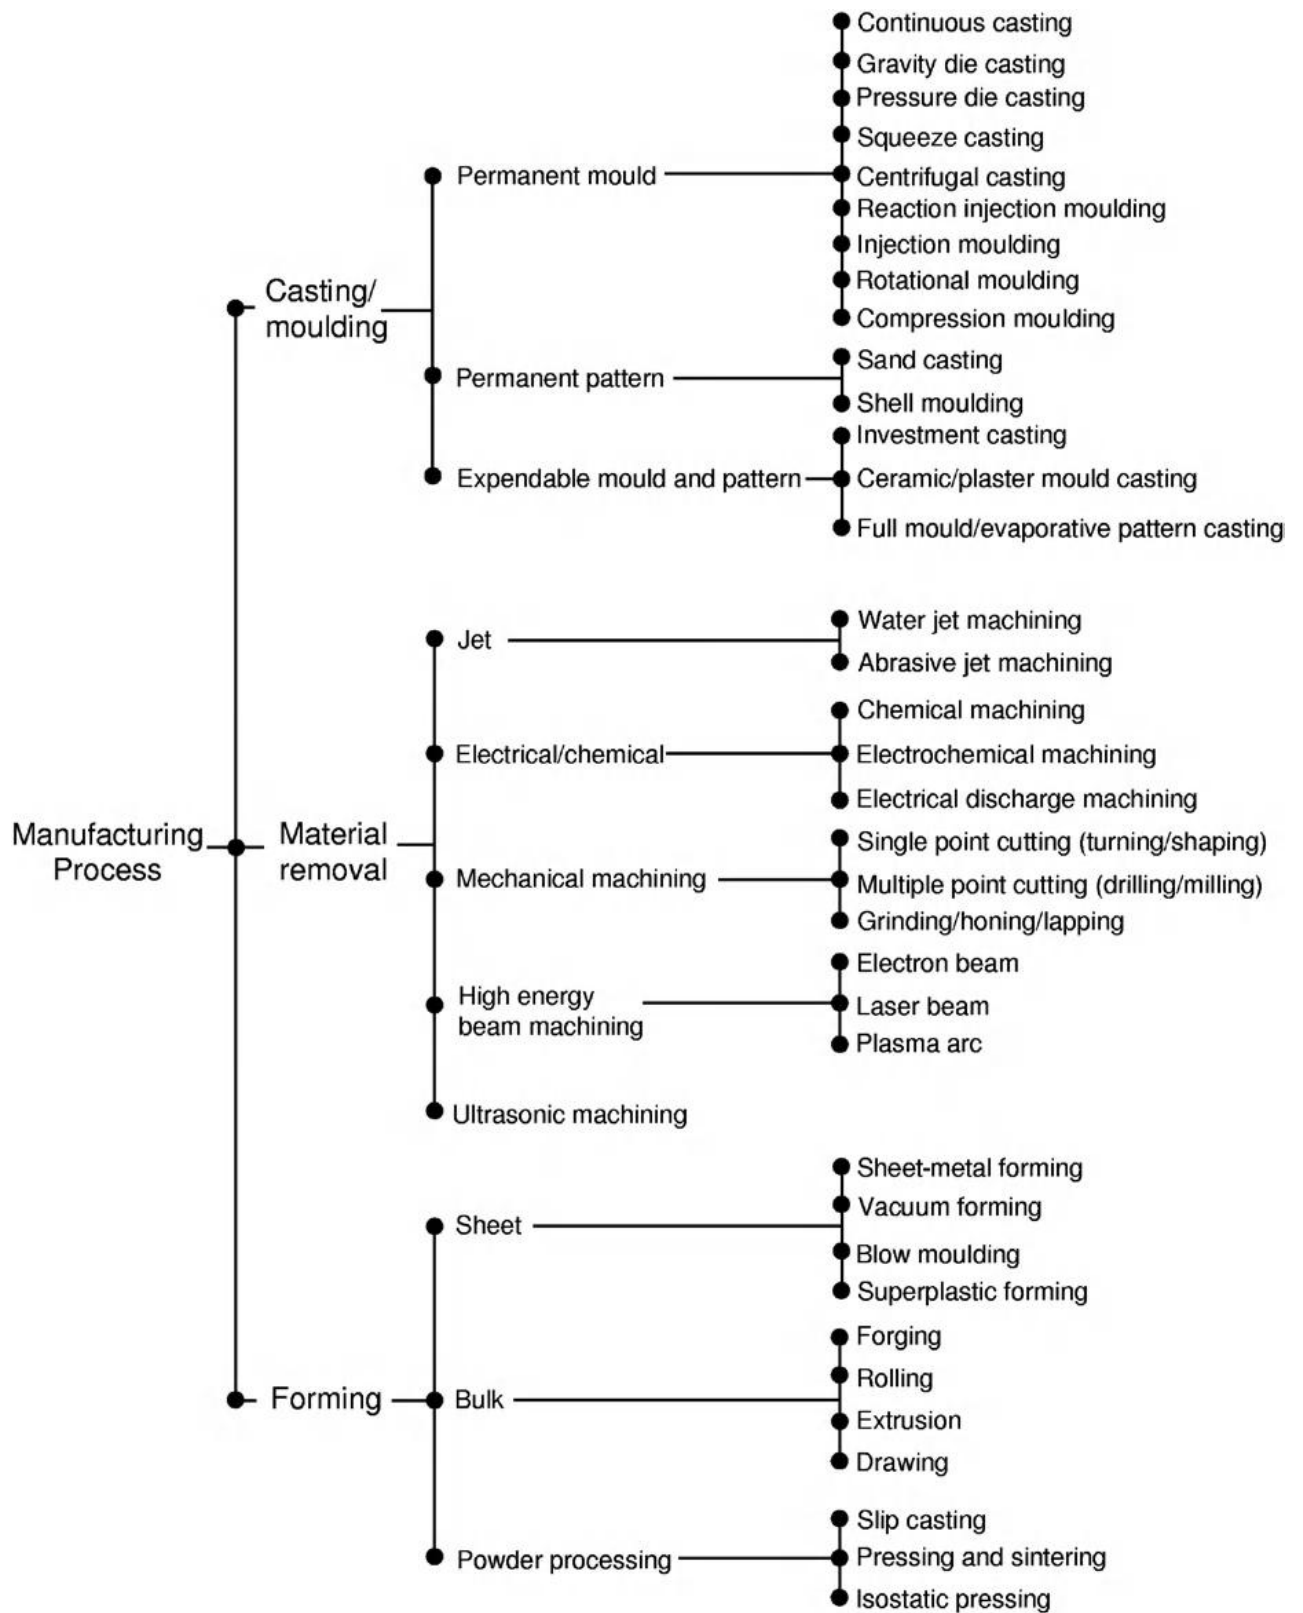 Continuous casting
Gravity die casting
Pressure die casting
Squeeze casting
Permanent mould
Centrifugal casting
Reaction injection moulding
Injection moulding
Rotational moulding
Compression moulding
Casting/
moulding
Permanent pattern
Sand casting
Shell moulding
Expendable mould and pattern
Investment casting
Ceramic/plaster mould casting
Full mould/evaporative pattern casting
Manufacturing
Process
Material
removal
Jet
Water jet machining
Abrasive jet machining
Electrical/chemical
Chemical machining
Electrochemical machining
Electrical discharge machining
Mechanical machining
Single point cutting (turning/shaping)
Multiple point cutting (drilling/milling)
Grinding/honing/lapping
High energy
beam machining
Electron beam
Laser beam
Plasma arc
Ultrasonic machining
Forming
Sheet
Sheet-metal forming
Vacuum forming
Blow moulding
Superplastic forming
Bulk
Forging
Rolling
Extrusion
Drawing
Powder processing
Slip casting
Pressing and sintering
Isostatic pressing